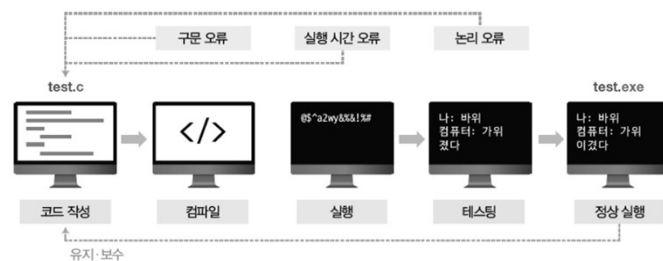 구문 오류
실행 시간 오류
논리 오류
test.c
test.exe
</>
@$^a2wy&%&!%#
나: 바위
컴퓨터: 가위
졌다
나: 바위
컴퓨터: 가위
이겼다
코드 작성
컴파일
실행
테스팅
정상 실행
유지·보수